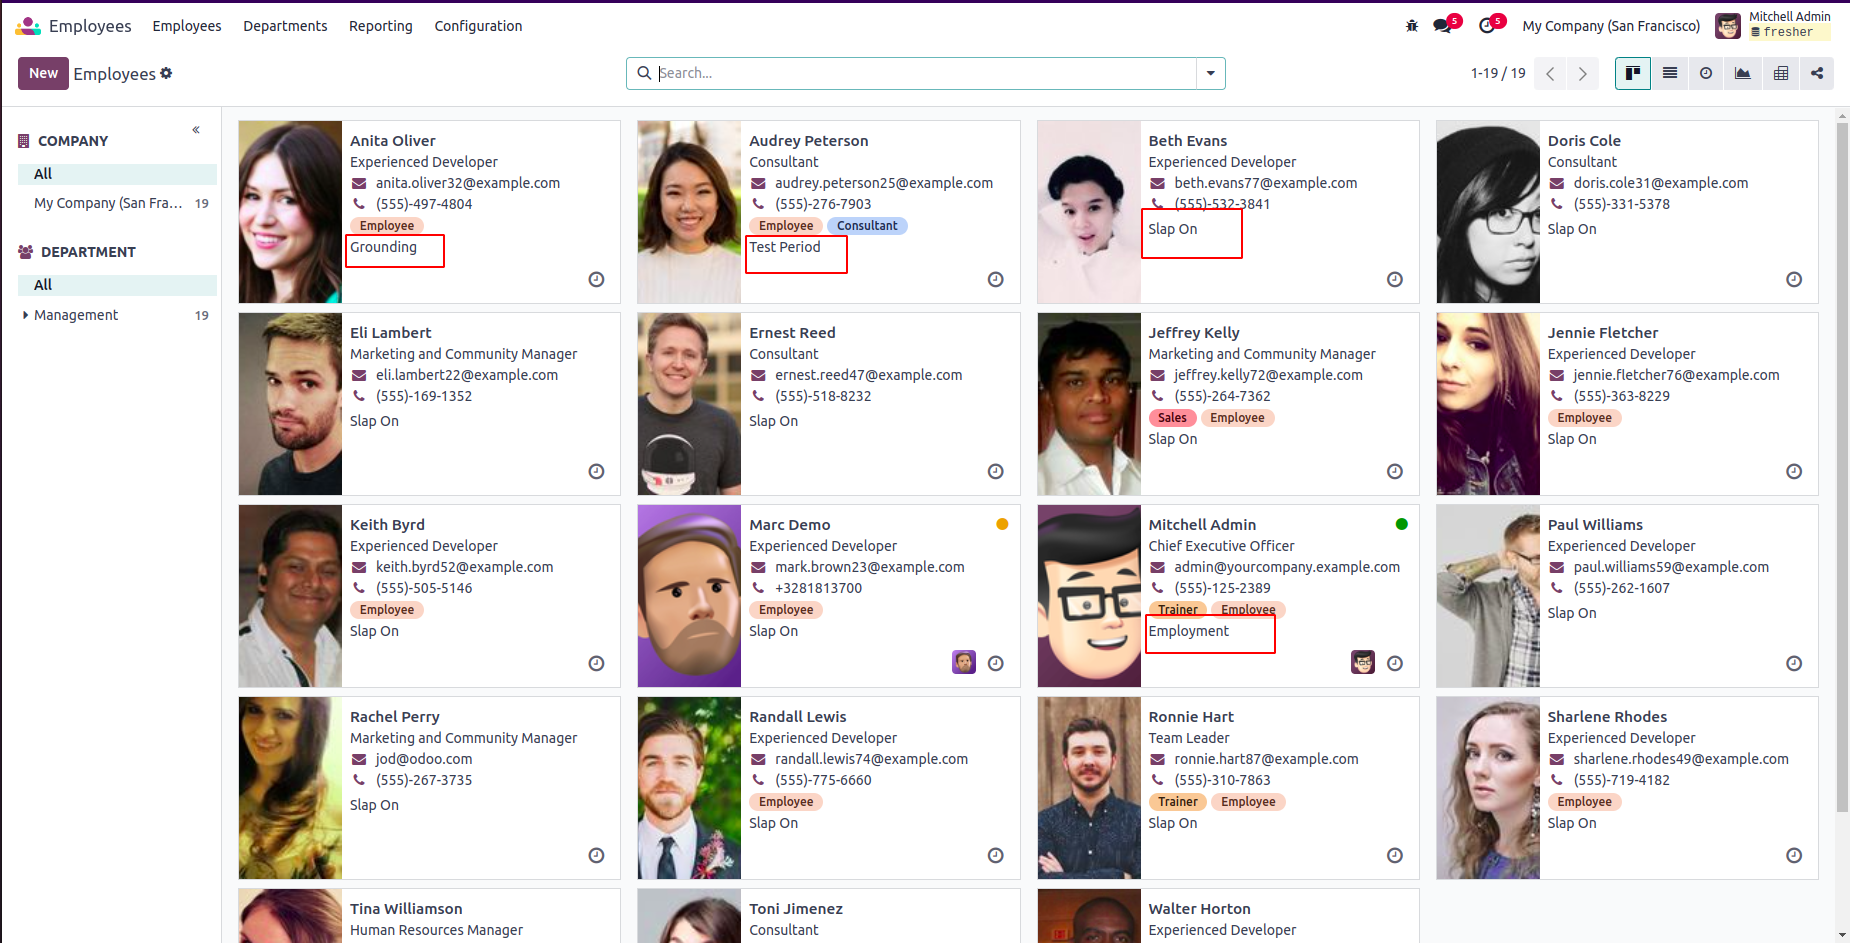 Employees Employees Departments Reporting Configuration 5 5 My Company (San Francisco) Mitchell Admin
fresher
New Employees Search... 1-19 / 19
COMPANY
All
My Company (San Fra... 19
DEPARTMENT
All
Management 19
Anita Oliver
Experienced Developer
anita.oliver32@example.com
(555)-497-4804
Employee
Grounding
Audrey Peterson
Consultant
audrey.peterson25@example.com
(555)-276-7903
Employee Consultant
Test Period
Beth Evans
Experienced Developer
beth.evans77@example.com
(555)-532-3841
Slap On
Doris Cole
Consultant
doris.cole31@example.com
(555)-331-5378
Slap On
Eli Lambert
Marketing and Community Manager
eli.lambert22@example.com
(555)-169-1352
Slap On
Ernest Reed
Consultant
ernest.reed47@example.com
(555)-518-8232
Slap On
Jeffrey Kelly
Marketing and Community Manager
jeffrey.kelly72@example.com
(555)-264-7362
Sales Employee
Slap On
Jennie Fletcher
Experienced Developer
jennie.fletcher76@example.com
(555)-363-8229
Employee
Slap On
Keith Byrd
Experienced Developer
keith.byrd52@example.com
(555)-505-5146
Employee
Slap On
Marc Demo
Experienced Developer
mark.brown23@example.com
+3281813700
Employee
Slap On
Mitchell Admin
Chief Executive Officer
admin@yourcompany.example.com
(555)-125-2389
Trainer Employee
Employment
Paul Williams
Experienced Developer
paul.williams59@example.com
(555)-262-1607
Slap On
Rachel Perry
Marketing and Community Manager
jod@odoo.com
(555)-267-3735
Slap On
Randall Lewis
Experienced Developer
randall.lewis74@example.com
(555)-775-6660
Employee
Slap On
Ronnie Hart
Team Leader
ronnie.hart87@example.com
(555)-310-7863
Trainer Employee
Slap On
Sharlene Rhodes
Experienced Developer
sharlene.rhodes49@example.com
(555)-719-4182
Employee
Slap On
Tina Williamson
Human Resources Manager
Toni Jimenez
Consultant
Walter Horton
Experienced Developer